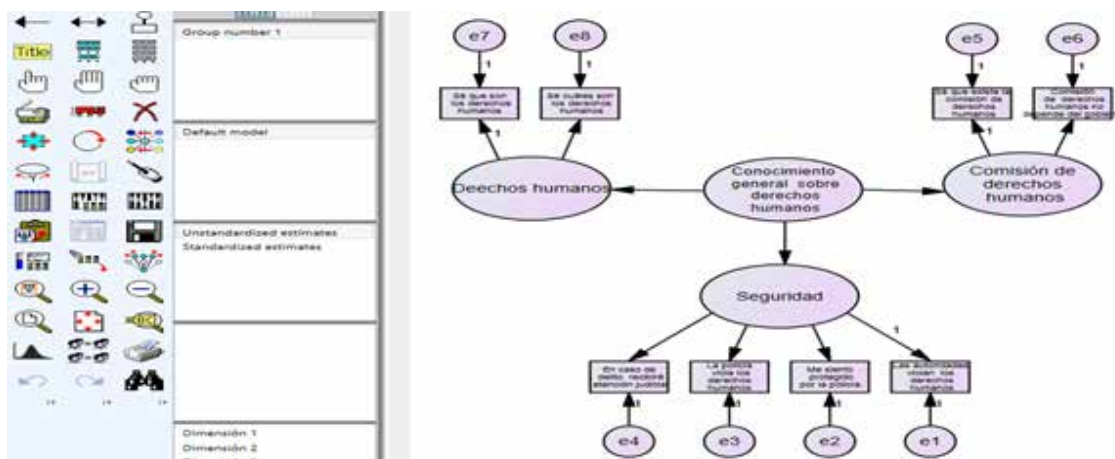 Title
Group number 1
Default model
Unstandardized estimates
Standardized estimates
Dimensión 1
Dimensión 2
e7
e8
e5
e6
1
1
1
1
Sé que son
los derechos
humanos
Sé cuáles son
los derechos
humanos
Sé que existe la
comisión de
derechos
humanos
Comisión
de derechos
humanos no
depende del
1
1
Deechos humanos
Conocimiento
general sobre
derechos
humanos
Comisión de
derechos
humanos
Seguridad
1
En caso de
delito, recibiré
atención
La policía
viola los
derechos
humanos
Me siento
protegido
por la policía.
Las autoridades
violan los
derechos
humanos
1
1
1
1
e4
e3
e2
e1